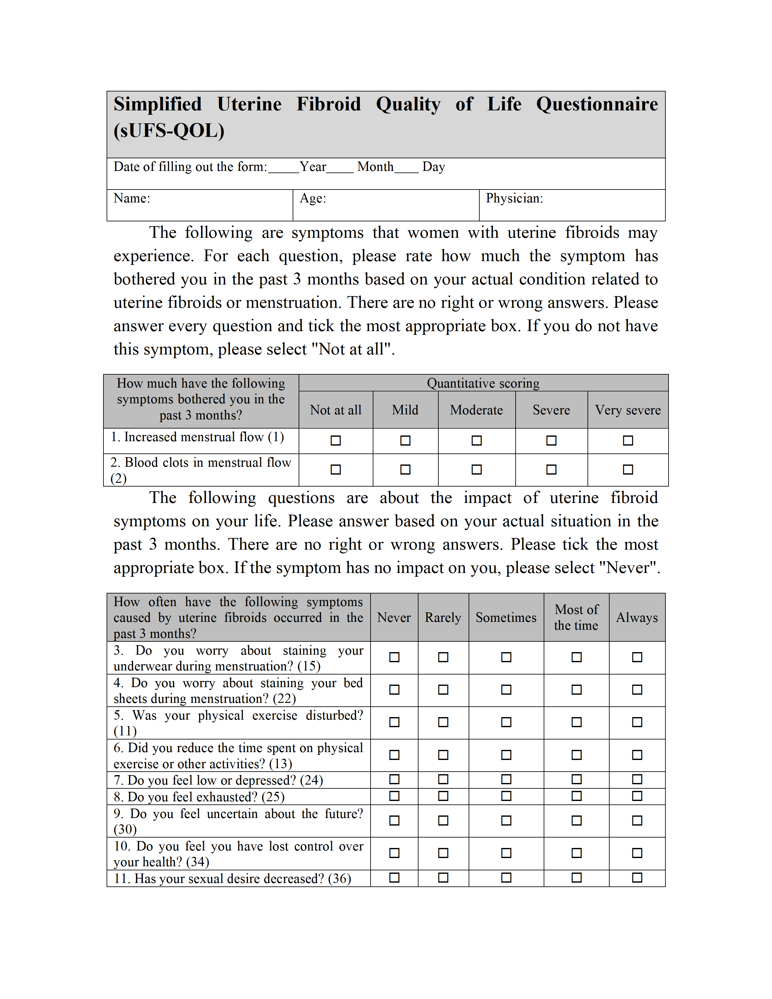 Simplified Uterine Fibroid Quality of Life Questionnaire
(sUFS-QOL)
Date of filling out the form:_____Year____ Month____ Day
Name:
Age:
Physician:
The following are symptoms that women with uterine fibroids may
experience. For each question, please rate how much the symptom has
bothered you in the past 3 months based on your actual condition related to
uterine fibroids or menstruation. There are no right or wrong answers. Please
answer every question and tick the most appropriate box. If you do not have
this symptom, please select "Not at all".
How much have the following
symptoms bothered you in the
past 3 months?
Quantitative scoring
Not at all Mild Moderate Severe Very severe
1. Increased menstrual flow (1) ☐ ☐ ☐ ☐ ☐
2. Blood clots in menstrual flow
(2) ☐ ☐ ☐ ☐ ☐
The following questions are about the impact of uterine fibroid
symptoms on your life. Please answer based on your actual situation in the
past 3 months. There are no right or wrong answers. Please tick the most
appropriate box. If the symptom has no impact on you, please select "Never".
How often have the following symptoms
caused by uterine fibroids occurred in the
past 3 months?
Never Rarely Sometimes Most of
the time Always
3. Do you worry about staining your
underwear during menstruation? (15) ☐ ☐ ☐ ☐ ☐
4. Do you worry about staining your bed
sheets during menstruation? (22) ☐ ☐ ☐ ☐ ☐
5. Was your physical exercise disturbed?
(11) ☐ ☐ ☐ ☐ ☐
6. Did you reduce the time spent on physical
exercise or other activities? (13) ☐ ☐ ☐ ☐ ☐
7. Do you feel low or depressed? (24) ☐ ☐ ☐ ☐ ☐
8. Do you feel exhausted? (25) ☐ ☐ ☐ ☐ ☐
9. Do you feel uncertain about the future?
(30) ☐ ☐ ☐ ☐ ☐
10. Do you feel you have lost control over
your health? (34) ☐ ☐ ☐ ☐ ☐
11. Has your sexual desire decreased? (36) ☐ ☐ ☐ ☐ ☐